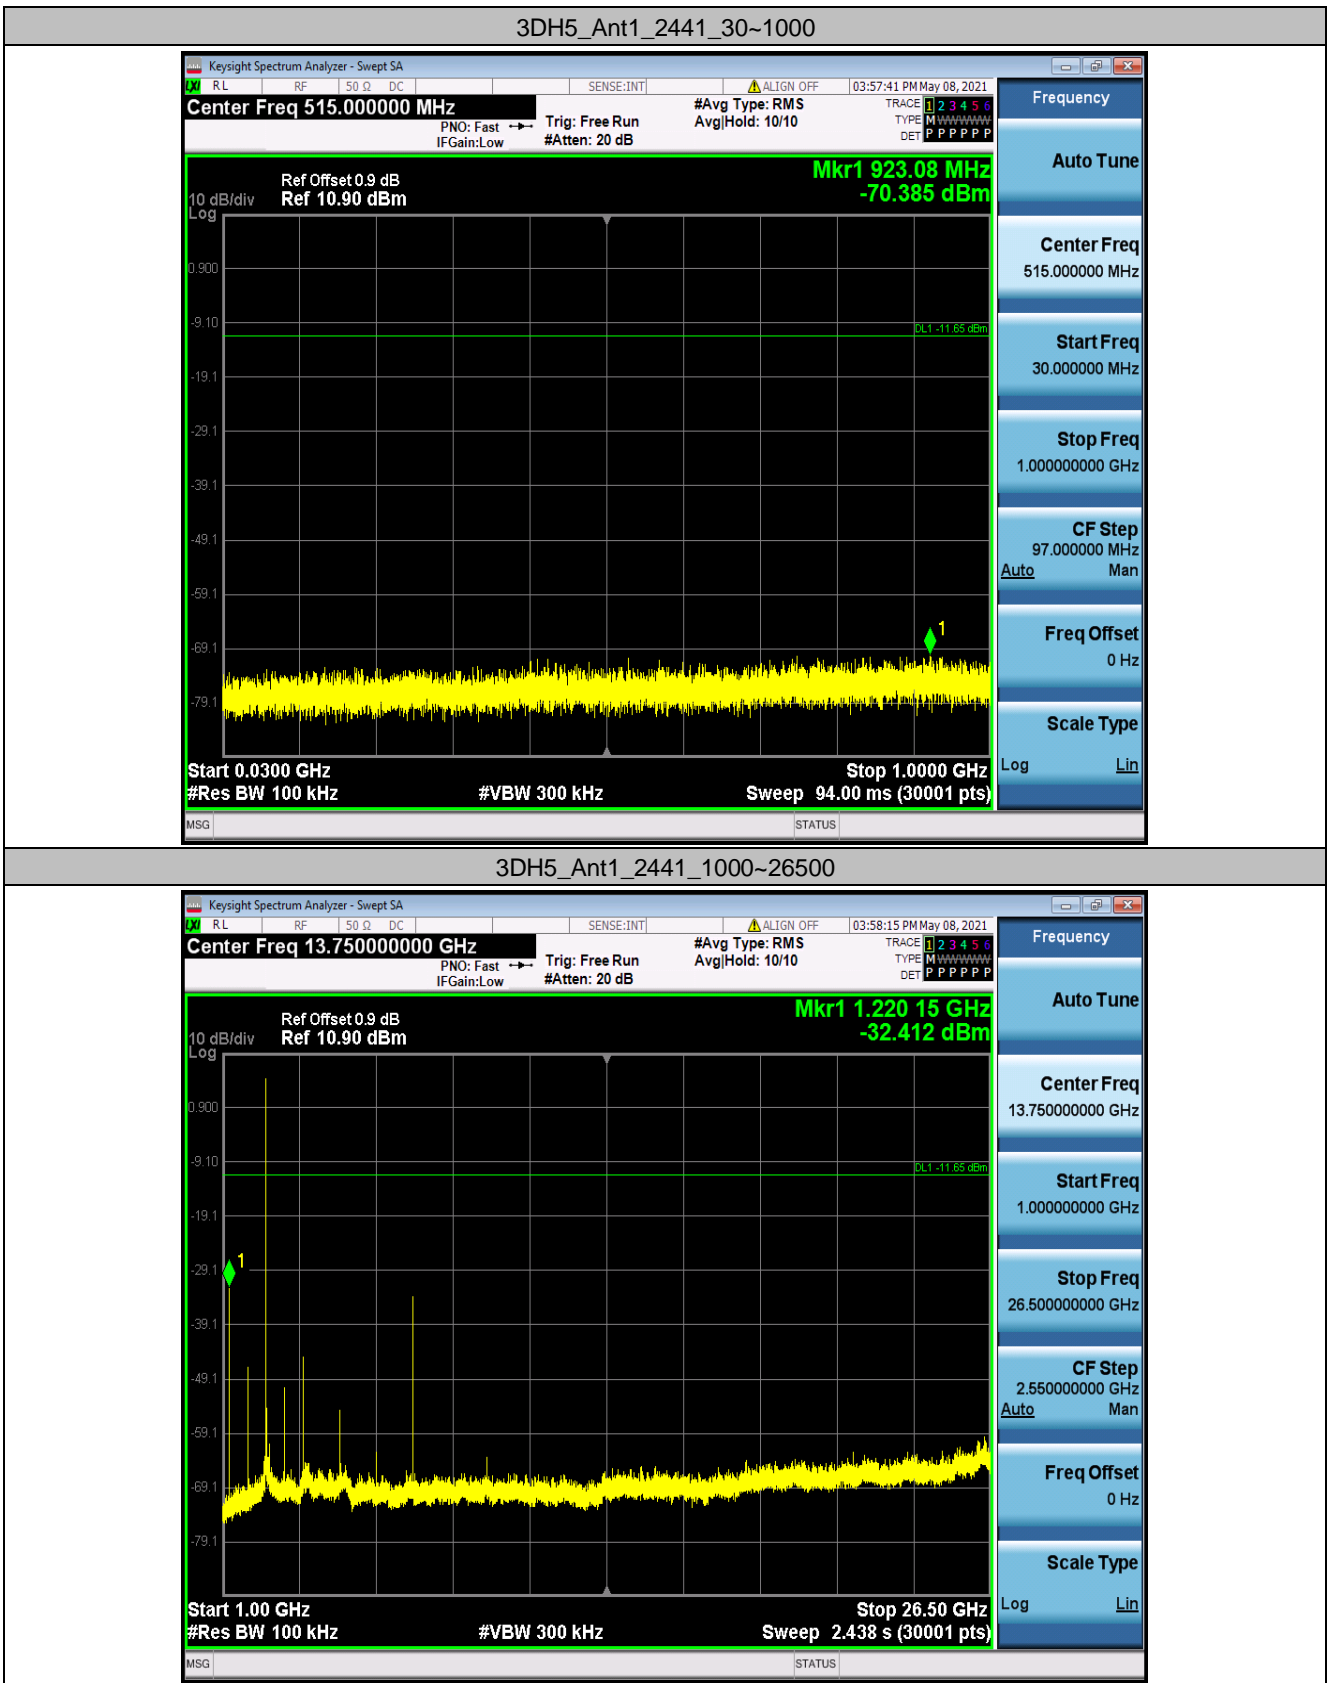 3DH5_Ant1_2441_30~1000
Keysight Spectrum Analyzer - Swept SA
LXI RL RF 50 Ω DC SENSE:INT ALIGN OFF 03:57:41 PM May 08, 2021
Center Freq 515.000000 MHz
PNO: Fast
IFGain:Low
Trig: Free Run
#Atten: 20 dB
#Avg Type: RMS
Avg|Hold: 10/10
TRACE 1 2 3 4 5 6
TYPE M W W W W W
DET P P P P P P
Mkr1 923.08 MHz
-70.385 dBm
Ref Offset 0.9 dB
10 dB/div Ref 10.90 dBm
Log
0.900
-9.10
DL1 -11.65 dBm
-19.1
-29.1
-39.1
-49.1
-59.1
1
-69.1
-79.1
Start 0.0300 GHz Stop 1.0000 GHz
#Res BW 100 kHz #VBW 300 kHz Sweep 94.00 ms (30001 pts)
MSG STATUS
Frequency
Auto Tune
Center Freq
515.000000 MHz
Start Freq
30.000000 MHz
Stop Freq
1.000000000 GHz
CF Step
97.000000 MHz
Auto Man
Freq Offset
0 Hz
Scale Type
Log Lin
3DH5_Ant1_2441_1000~26500
Keysight Spectrum Analyzer - Swept SA
LXI RL RF 50 Ω DC SENSE:INT ALIGN OFF 03:58:15 PM May 08, 2021
Center Freq 13.750000000 GHz
PNO: Fast
IFGain:Low
Trig: Free Run
#Atten: 20 dB
#Avg Type: RMS
Avg|Hold: 10/10
TRACE 1 2 3 4 5 6
TYPE M W W W W W
DET P P P P P P
Mkr1 1.220 15 GHz
-32.412 dBm
Ref Offset 0.9 dB
10 dB/div Ref 10.90 dBm
Log
0.900
-9.10
DL1 -11.65 dBm
-19.1
1
-29.1
-39.1
-49.1
-59.1
-69.1
-79.1
Start 1.00 GHz Stop 26.50 GHz
#Res BW 100 kHz #VBW 300 kHz Sweep 2.438 s (30001 pts)
MSG STATUS
Frequency
Auto Tune
Center Freq
13.750000000 GHz
Start Freq
1.000000000 GHz
Stop Freq
26.500000000 GHz
CF Step
2.550000000 GHz
Auto Man
Freq Offset
0 Hz
Scale Type
Log Lin